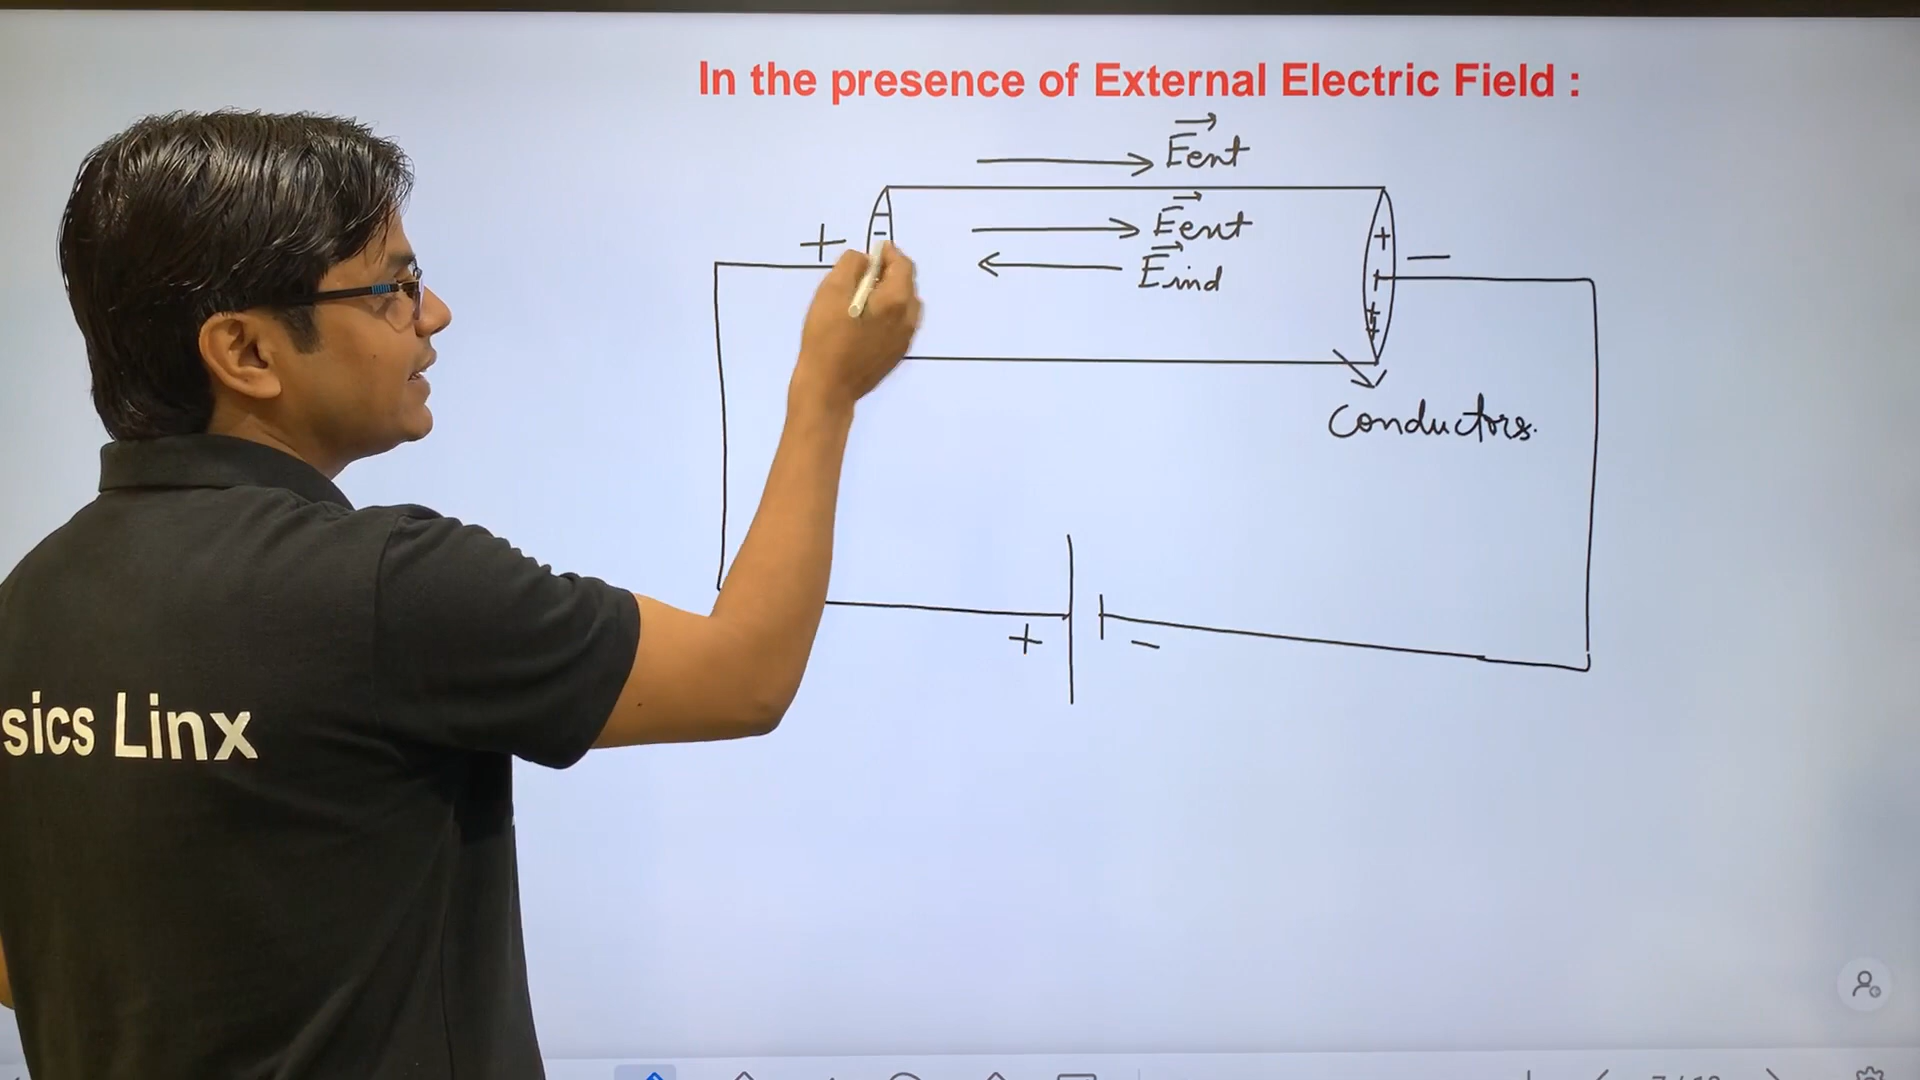 In the presence of External Electric Field :
Eext
+ - - Eext + -
Eind +
+
+
Conductors.
+ -
sics Linx